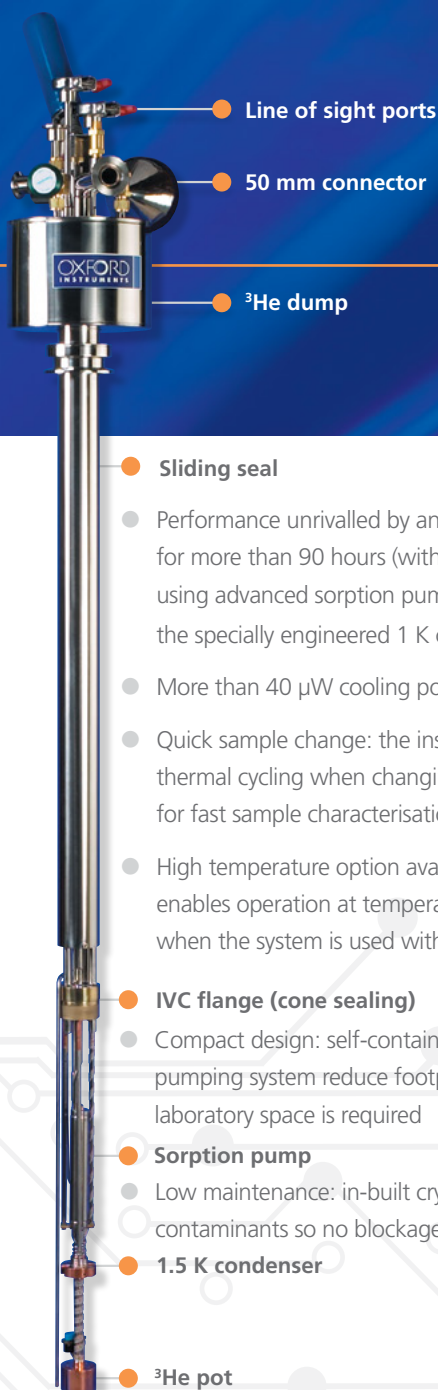 Line of sight ports
50 mm connector
OXFORD
INSTRUMENTS
³He dump
Sliding seal
Performance unrivalled by an
for more than 90 hours (with
using advanced sorption pum
the specially engineered 1 K
More than 40 µW cooling po
Quick sample change: the ins
thermal cycling when changi
for fast sample characterisatio
High temperature option ava
enables operation at tempera
when the system is used with
IVC flange (cone sealing)
Compact design: self-contain
pumping system reduce footp
laboratory space is required
Sorption pump
Low maintenance: in-built cry
contaminants so no blockage
1.5 K condenser
³He pot